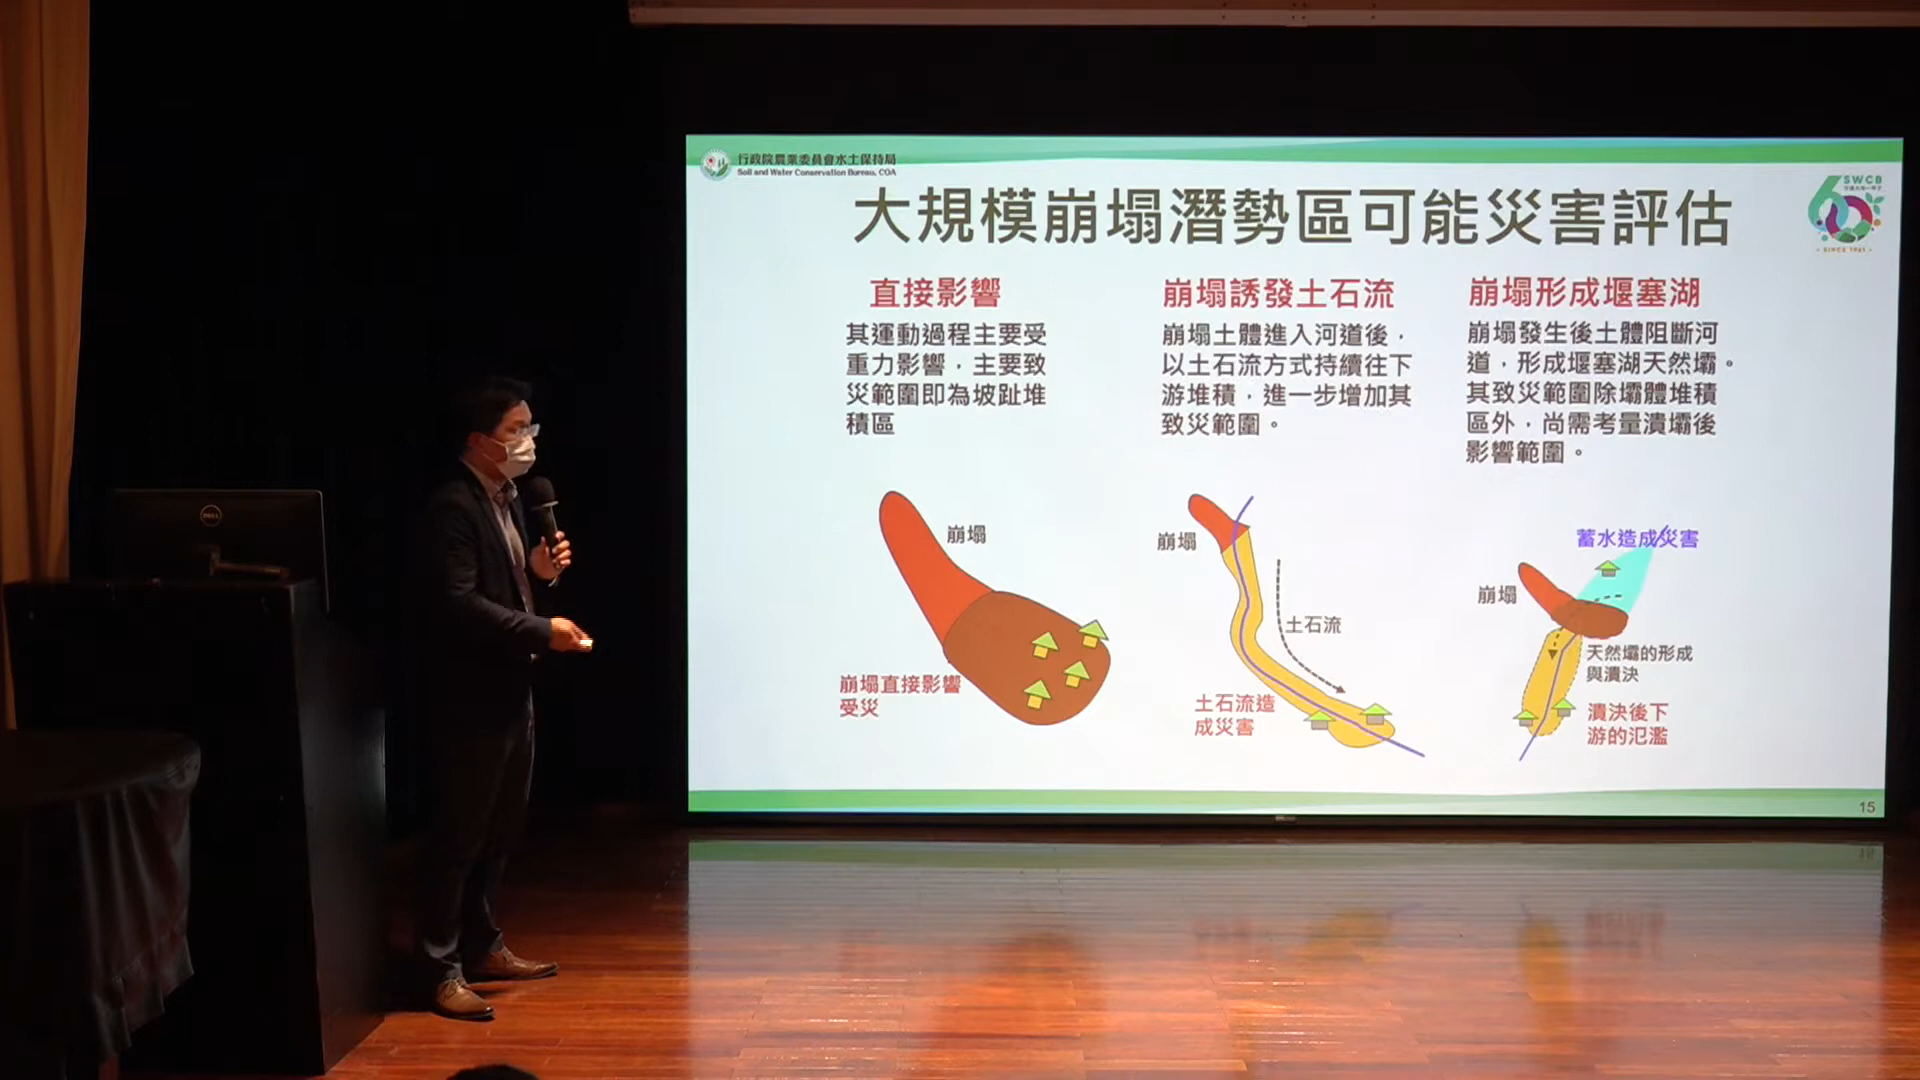 行政院農業委員會水土保持局
Soil and Water Conservation Bureau, COA
SWCB
SINCE 1961
大規模崩塌潛勢區可能災害評估
直接影響
其運動過程主要受
重力影響，主要致
災範圍即為坡趾堆
積區
崩塌
崩塌直接影響
受災
崩塌誘發土石流
崩塌土體進入河道後，
以土石流方式持續往下
游堆積，進一步增加其
致災範圍。
崩塌
土石流
土石流造
成災害
崩塌形成堰塞湖
崩塌發生後土體阻斷河
道，形成堰塞湖天然壩。
其致災範圍除壩體堆積
區外，尚需考量潰壩後
影響範圍。
蓄水造成災害
崩塌
天然壩的形成
與潰決
潰決後下
游的氾濫
15
DELL